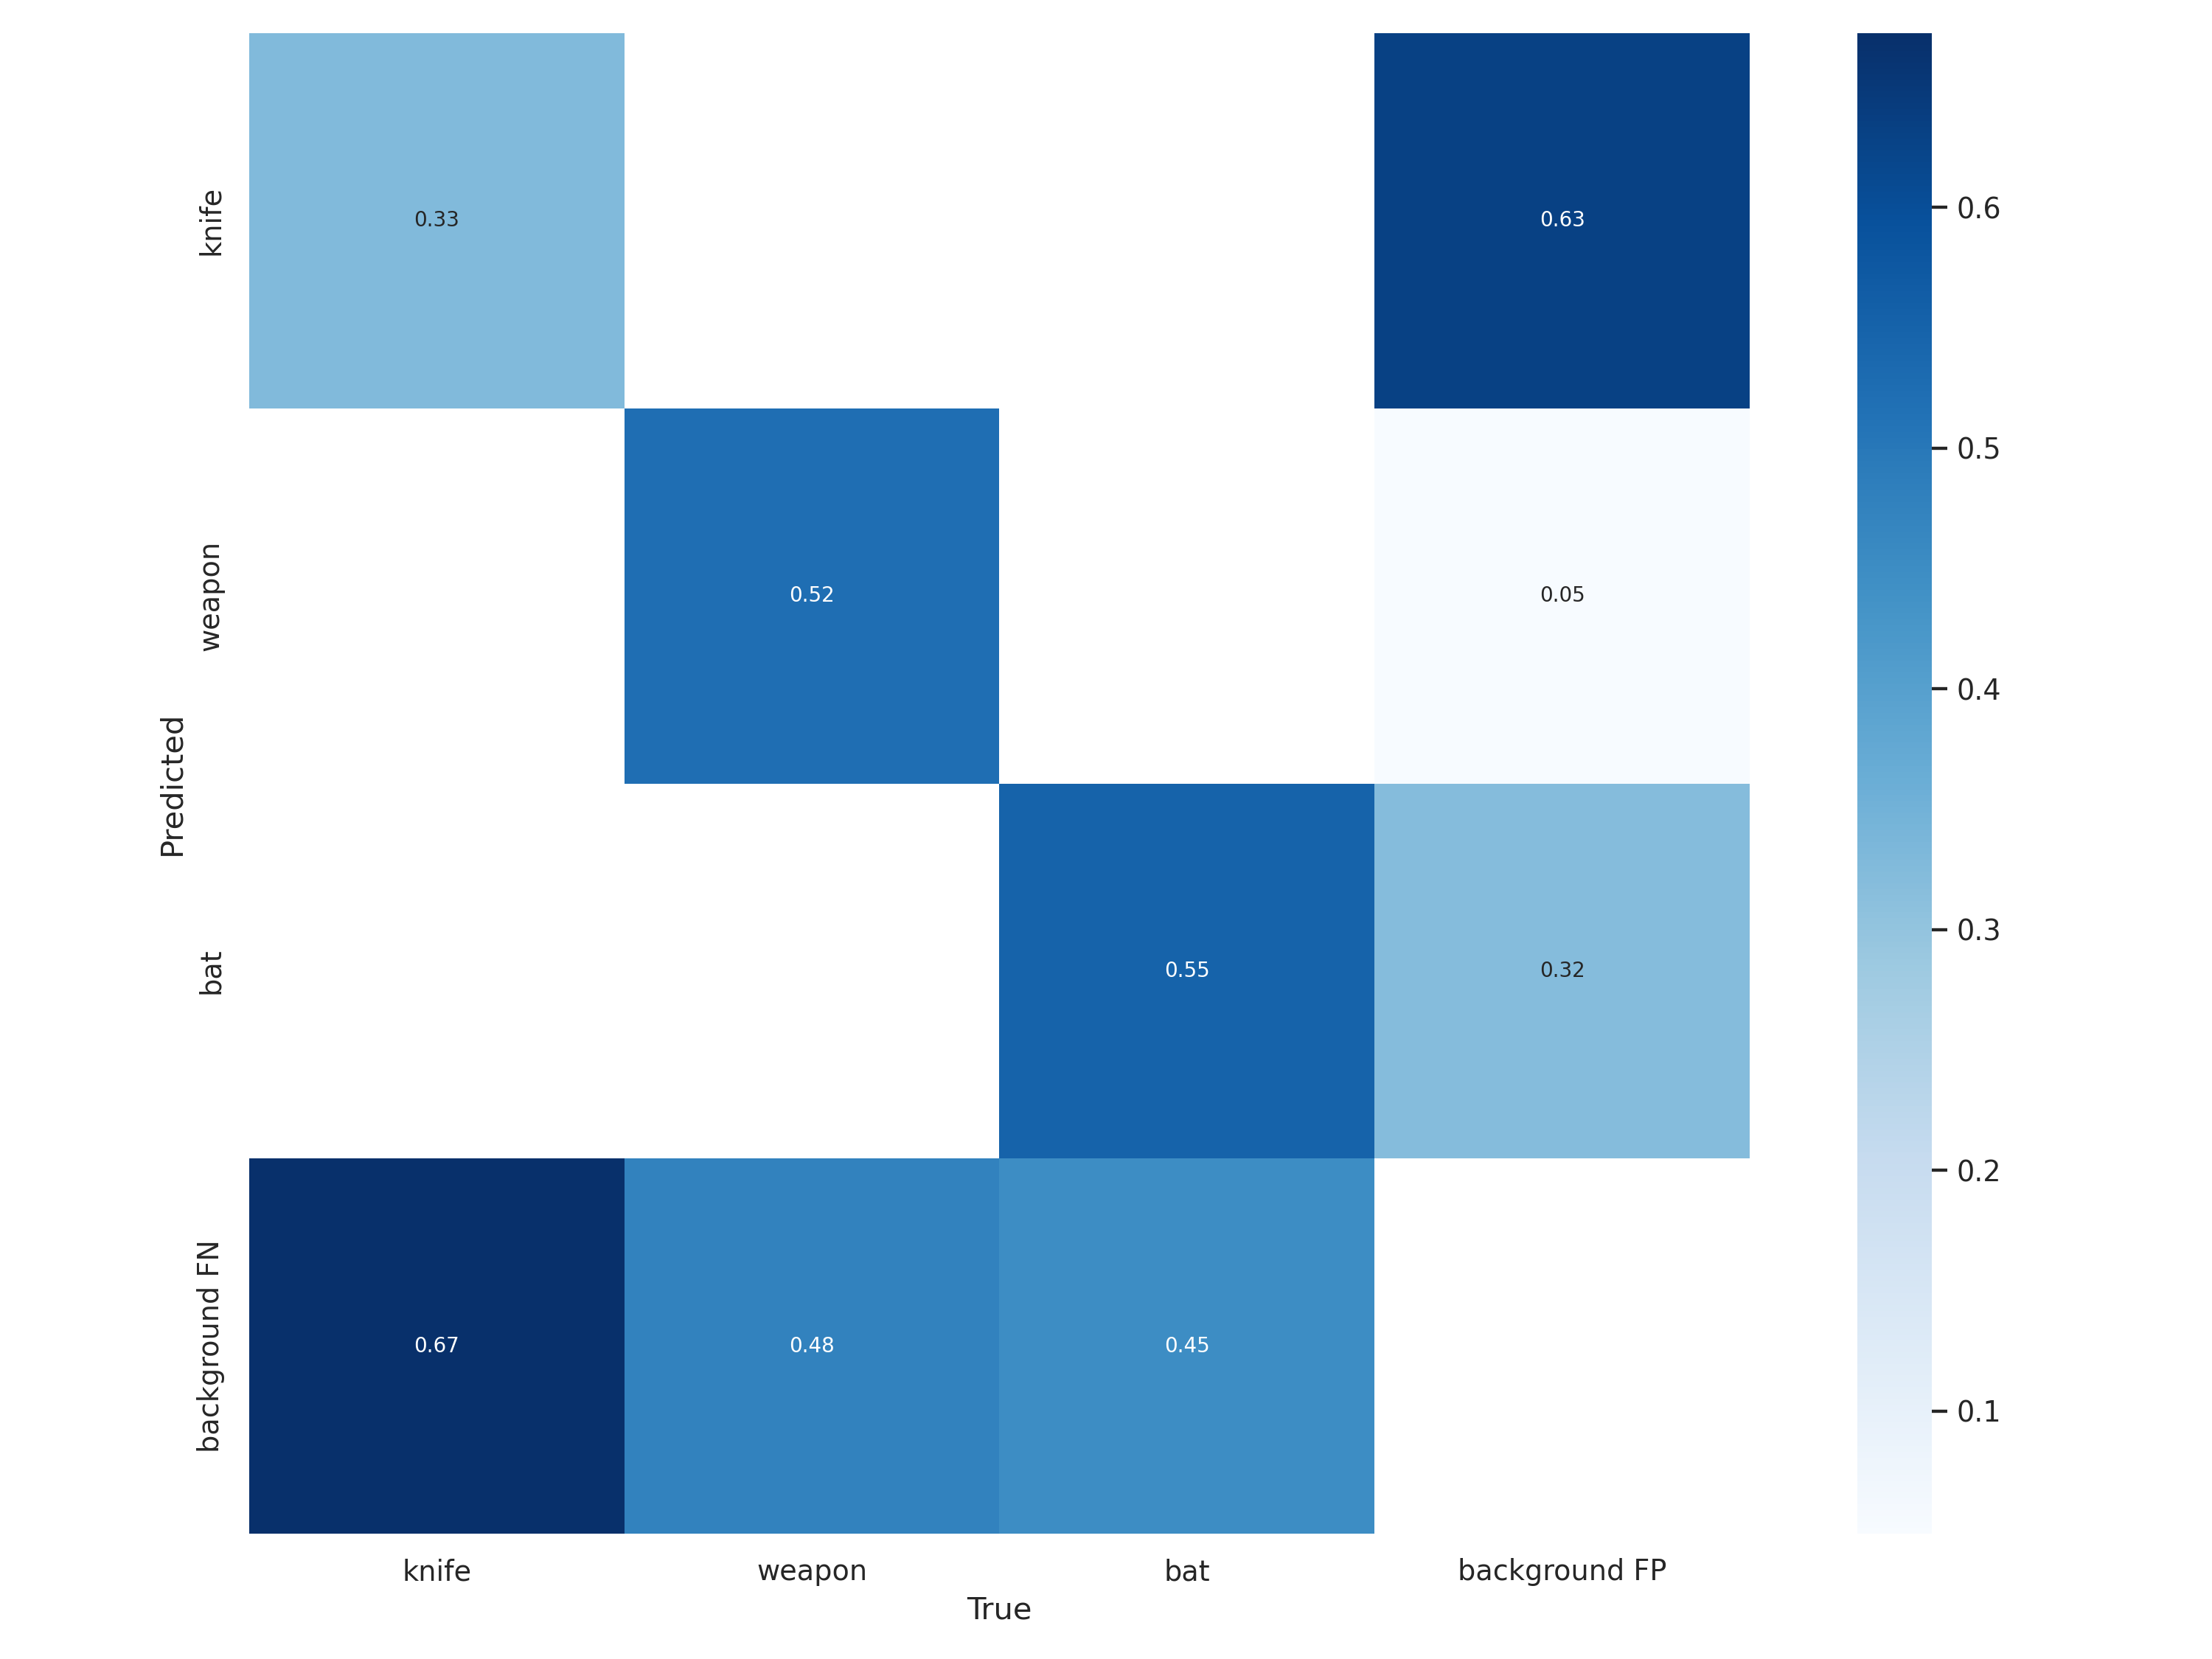 knife
0.33
0.63
0.6
0.5
weapon
0.52
0.05
0.4
Predicted
bat
0.55
0.32
0.3
0.2
background FN
0.67
0.48
0.45
0.1
knife
weapon
bat
background FP
True